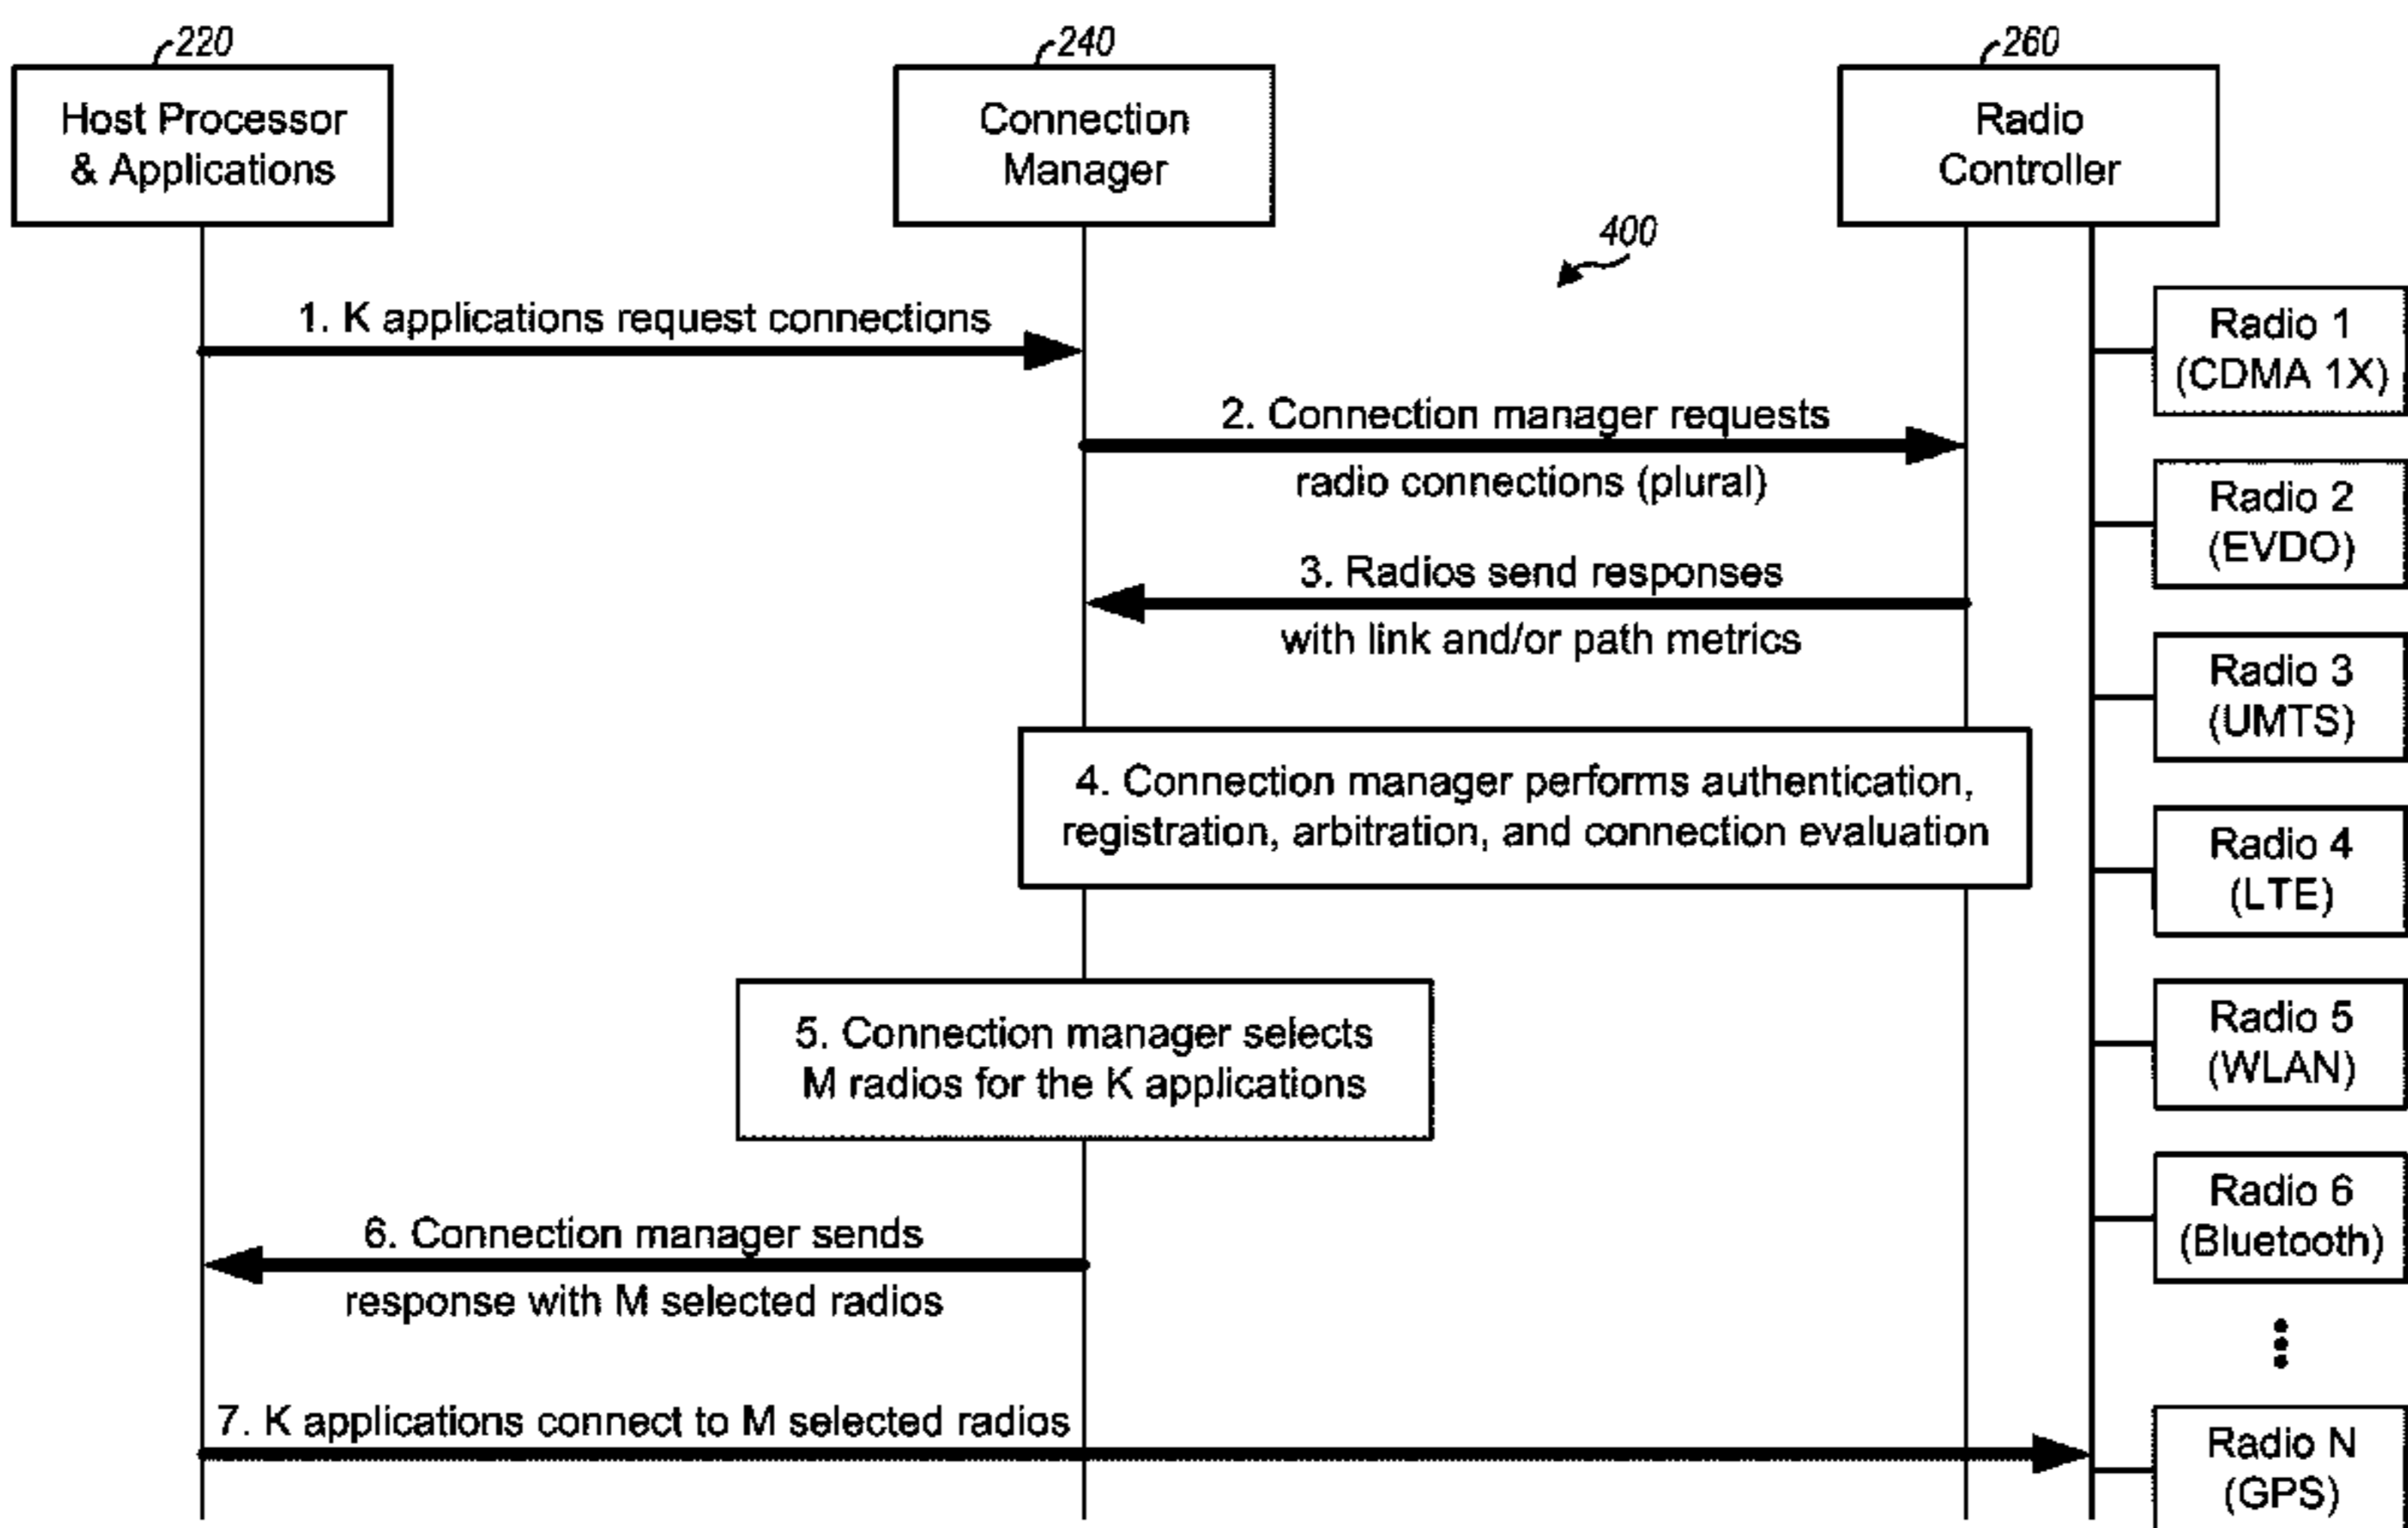 220
240
260
Host Processor
& Applications
Connection
Manager
Radio
Controller
400
1. K applications request connections
2. Connection manager requests
radio connections (plural)
3. Radios send responses
with link and/or path metrics
4. Connection manager performs authentication,
registration, arbitration, and connection evaluation
5. Connection manager selects
M radios for the K applications
6. Connection manager sends
response with M selected radios
7. K applications connect to M selected radios
Radio 1
(CDMA 1X)
Radio 2
(EVDO)
Radio 3
(UMTS)
Radio 4
(LTE)
Radio 5
(WLAN)
Radio 6
(Bluetooth)
Radio N
(GPS)